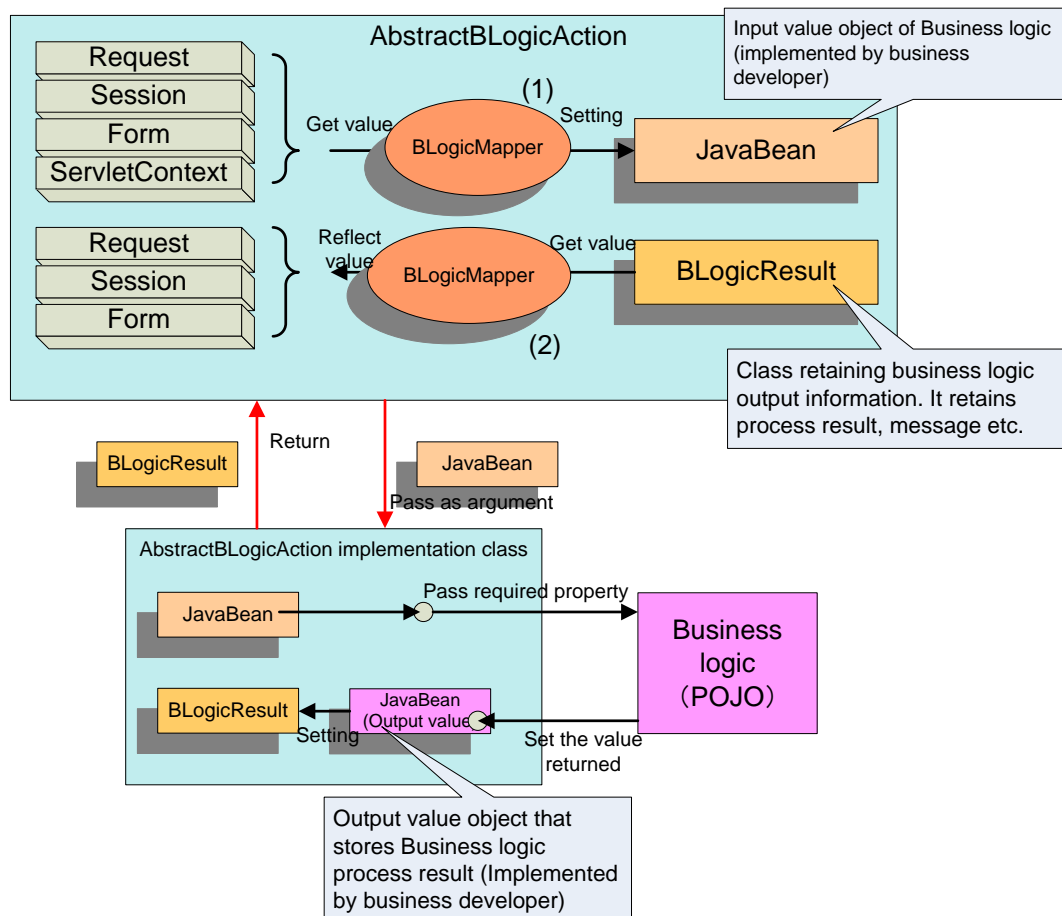 AbstractBLogicAction
Input value object of Business logic
(implemented by business
developer)
Request
Session
Form
ServletContext
Get value
(1)
BLogicMapper
Setting
JavaBean
Request
Session
Form
Reflect
value
BLogicMapper
(2)
Get value
BLogicResult
Class retaining business logic
output information. It retains
process result, message etc.
Return
BLogicResult
JavaBean
Pass as argument
AbstractBLogicAction implementation class
JavaBean
Pass required property
Business
logic
（POJO）
BLogicResult
Setting
JavaBean
(Output value)
Set the value
returned
Output value object that
stores Business logic
process result (Implemented
by business developer)